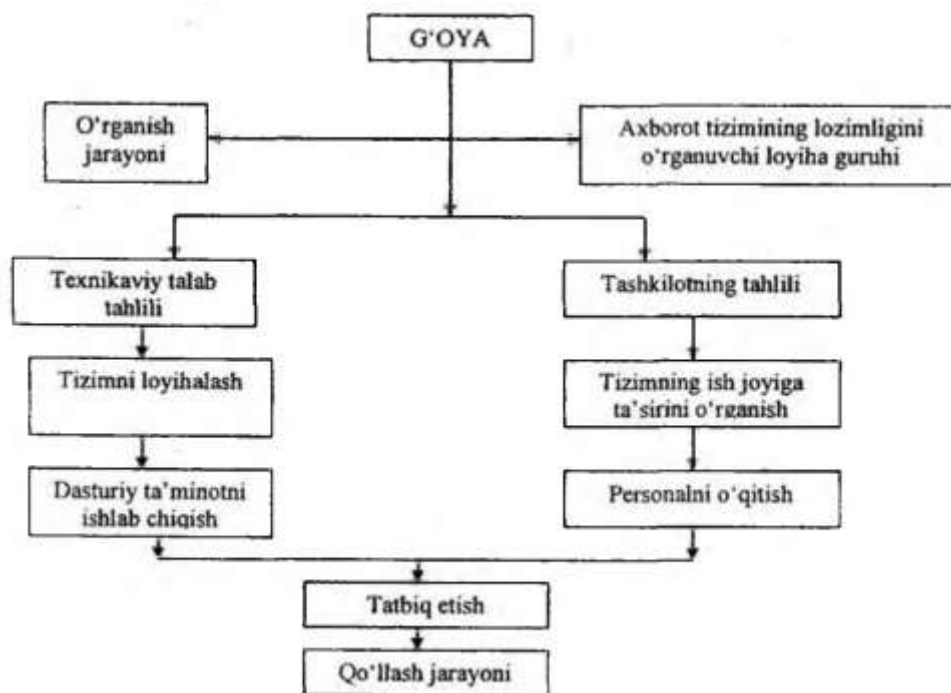 G‘OYA
O‘rganish
jarayoni
Axborot tizimining lozimligini
o‘rganuvchi loyiha guruhi
Texnikaviy talab
tahlili
Tashkilotning tahlili
Tizimni loyihalash
Tizimning ish joyiga
ta’sirini o‘rganish
Dasturiy ta’minotni
ishlab chiqish
Personalni o‘qitish
Tatbiq etish
Qo‘llash jarayoni